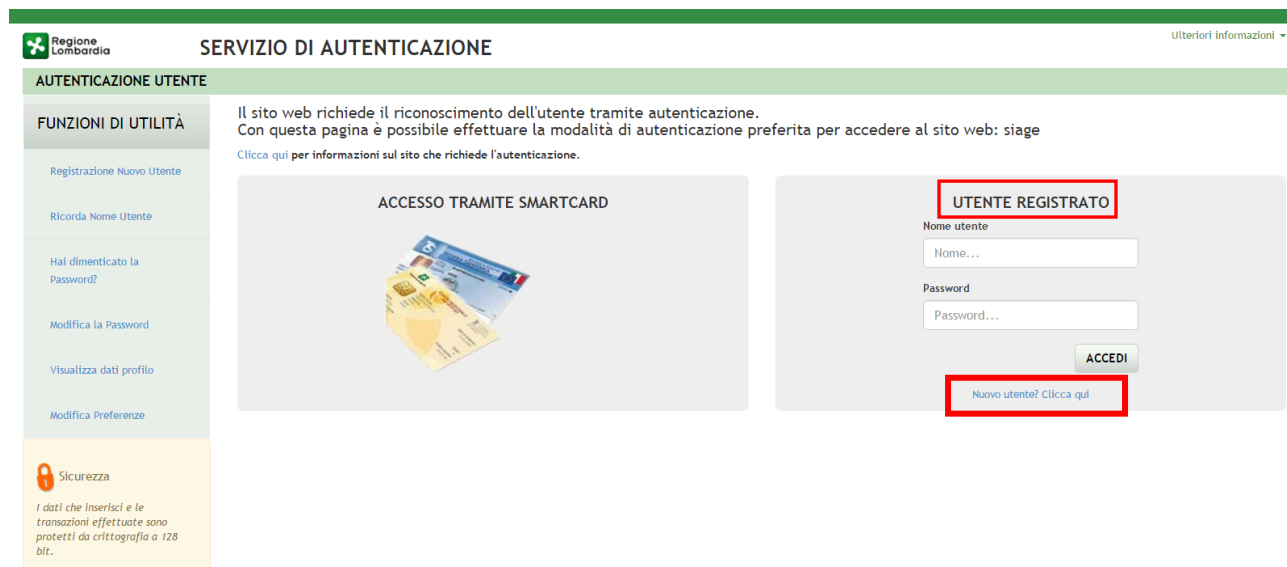 Regione
Lombardia
SERVIZIO DI AUTENTICAZIONE
Ulteriori informazioni
AUTENTICAZIONE UTENTE
FUNZIONI DI UTILITÀ
Registrazione Nuovo Utente
Ricorda Nome Utente
Hai dimenticato la
Password?
Modifica la Password
Visualizza dati profilo
Modifica Preferenze
Sicurezza
I dati che inserisci e le
transazioni effettuate sono
protetti da crittografia a 128
bit.
Il sito web richiede il riconoscimento dell'utente tramite autenticazione.
Con questa pagina è possibile effettuare la modalità di autenticazione preferita per accedere al sito web: siage
Clicca qui per informazioni sul sito che richiede l'autenticazione.
ACCESSO TRAMITE SMARTCARD
UTENTE REGISTRATO
Nome utente
Nome...
Password
Password...
ACCEDI
Nuovo utente? Clicca qui